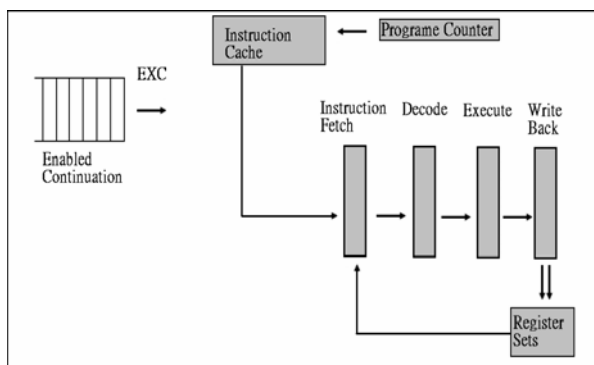 Instruction
Cache
Programe Counter
EXC
Enabled
Continuation
Instruction
Fetch
Decode
Execute
Write
Back
Register
Sets